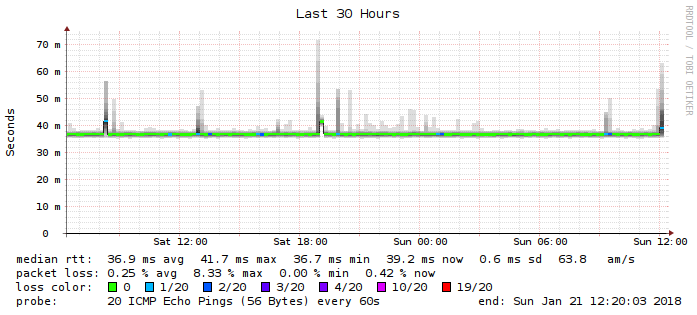 Last 30 Hours
RRDTOOL / TOBI OETIKER
Seconds
70 m
60 m
50 m
40 m
30 m
20 m
10 m
0
Sat 12:00 Sat 18:00 Sun 00:00 Sun 06:00 Sun 12:00
median rtt: 36.9 ms avg 41.7 ms max 36.7 ms min 39.2 ms now 0.6 ms sd 63.8 am/s
packet loss: 0.25 % avg 8.33 % max 0.00 % min 0.42 % now
loss color: 0 1/20 2/20 3/20 4/20 10/20 19/20
probe: 20 ICMP Echo Pings (56 Bytes) every 60s end: Sun Jan 21 12:20:03 2018